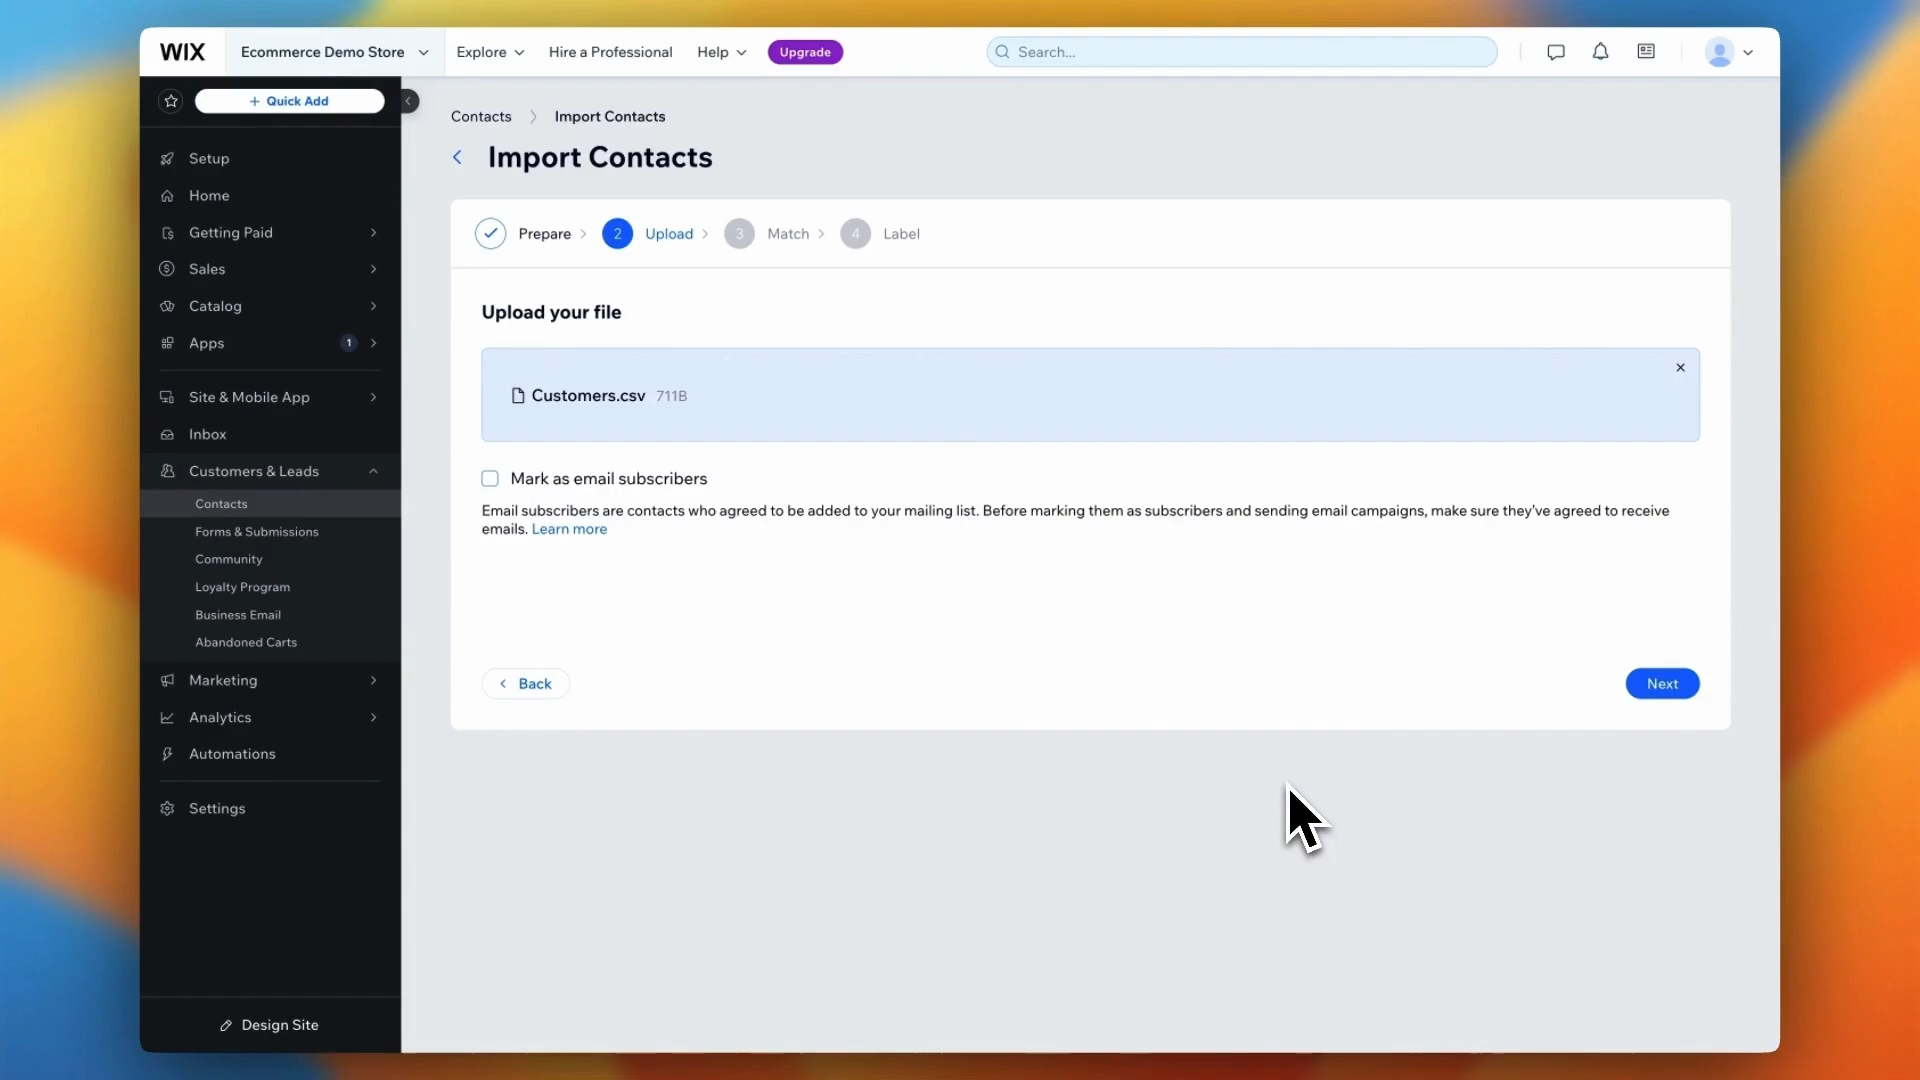 WIX
Ecommerce Demo Store
Explore
Hire a Professional
Help
Upgrade
Search...
+ Quick Add
Setup
Home
Getting Paid
Sales
Catalog
Apps
1
Site & Mobile App
Inbox
Customers & Leads
Contacts
Forms & Submissions
Community
Loyalty Program
Business Email
Abandoned Carts
Marketing
Analytics
Automations
Settings
Design Site
Contacts > Import Contacts
Import Contacts
Prepare > 2 Upload > 3 Match > 4 Label
Upload your file
Customers.csv 711B
Mark as email subscribers
Email subscribers are contacts who agreed to be added to your mailing list. Before marking them as subscribers and sending email campaigns, make sure they've agreed to receive
emails. Learn more
Back
Next